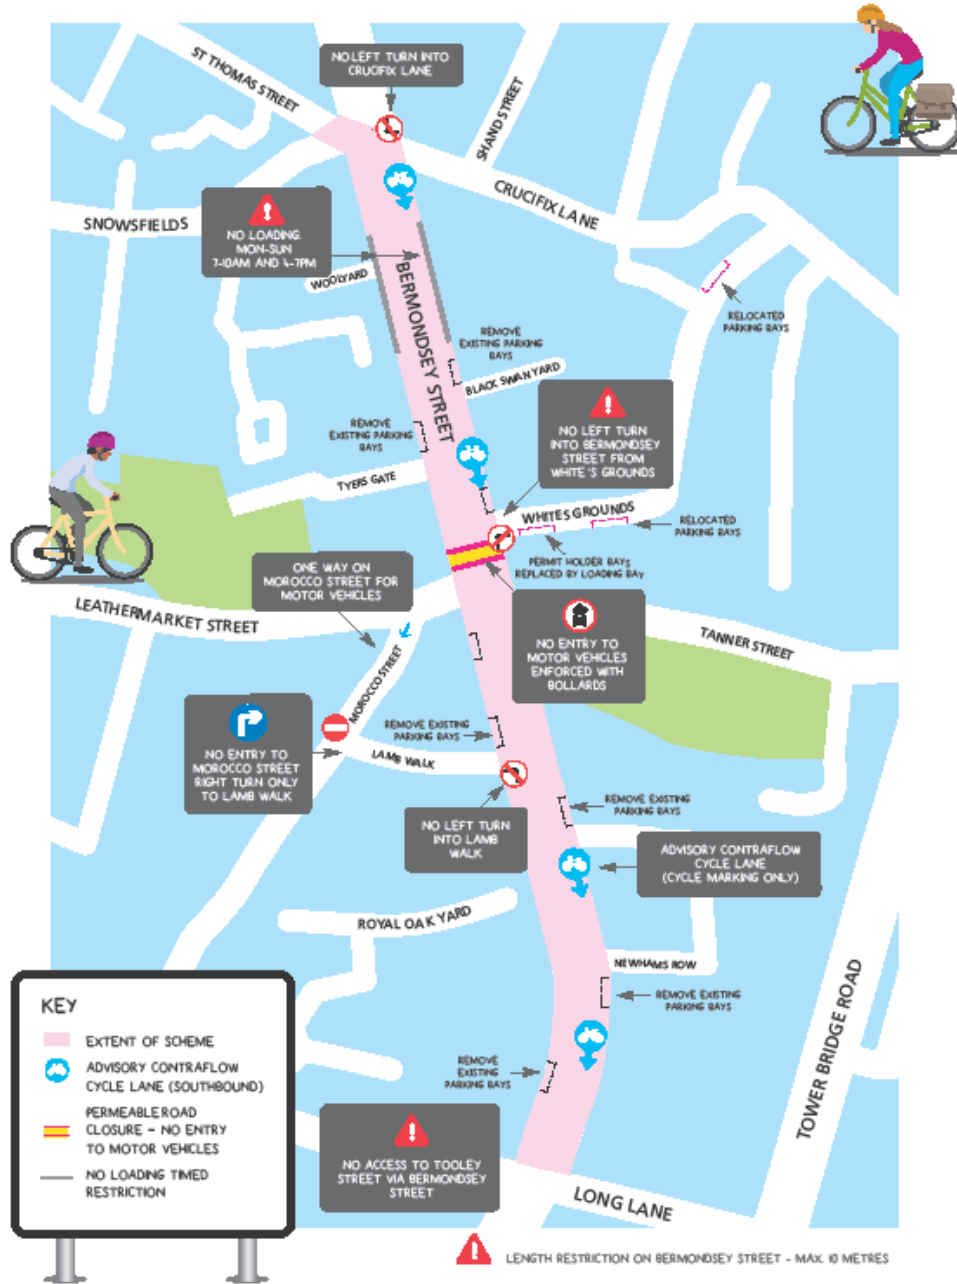 NO LEFT TURN INTO
CRUCIFIX LANE
ST THOMAS STREET
SHAND STREET
CRUCIFIX LANE
SNOWSFIELDS
NO LOADING
MON-SUN
7-10AM AND 4-7PM
WOOLYARD
BERMONDSEY STREET
RELOCATED
PARKING BAYS
REMOVE
EXISTING PARKING
BAYS
BLACK SWAN YARD
REMOVE
EXISTING PARKING
BAYS
NO LEFT TURN
INTO BERMONDSEY
STREET FROM
WHITE'S GROUNDS
TYERS GATE
WHITES GROUNDS
RELOCATED
PARKING BAYS
PERMIT HOLDER BAYS
REPLACED BY LOADING BAY
ONE WAY ON
MOROCCO STREET FOR
MOTOR VEHICLES
LEATHERMARKET STREET
NO ENTRY TO
MOTOR VEHICLES
ENFORCED WITH
BOLLARDS
TANNER STREET
MOROCCO STREET
NO ENTRY TO
MOROCCO STREET
RIGHT TURN ONLY
TO LAMB WALK
REMOVE EXISTING
PARKING BAYS
LAMB WALK
REMOVE EXISTING
PARKING BAYS
NO LEFT TURN
INTO LAMB
WALK
ADVISORY CONTRAFLOW
CYCLE LANE
(CYCLE MARKING ONLY)
ROYAL OAK YARD
NEWHAMS ROW
REMOVE EXISTING
PARKING BAYS
TOWER BRIDGE ROAD
REMOVE
EXISTING
PARKING BAYS
NO ACCESS TO TOOLEY
STREET VIA BERMONDSEY
STREET
LONG LANE
KEY
EXTENT OF SCHEME
ADVISORY CONTRAFLOW
CYCLE LANE (SOUTHBOUND)
PERMEABLE ROAD
CLOSURE - NO ENTRY
TO MOTOR VEHICLES
NO LOADING TIMED
RESTRICTION
LENGTH RESTRICTION ON BERMONDSEY STREET - MAX. 10 METRES